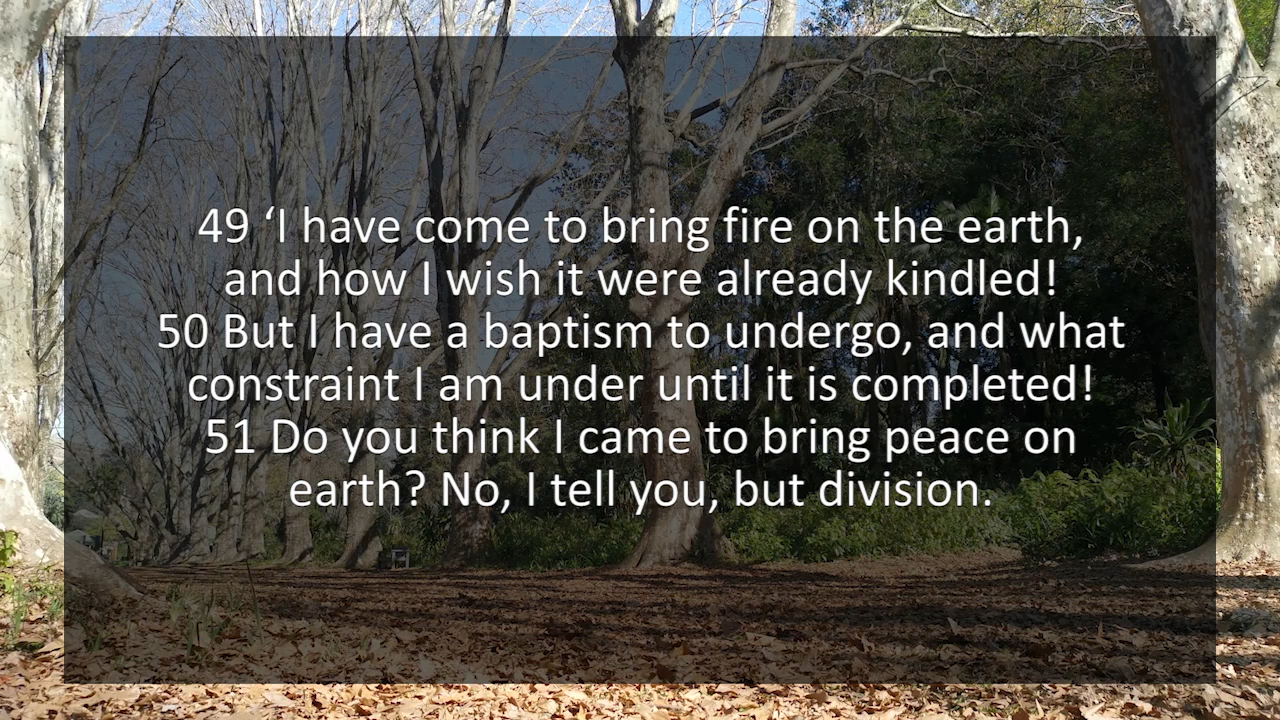 49 ‘I have come to bring fire on the earth,
and how I wish it were already kindled!
50 But I have a baptism to undergo, and what
constraint I am under until it is completed!
51 Do you think I came to bring peace on
earth? No, I tell you, but division.